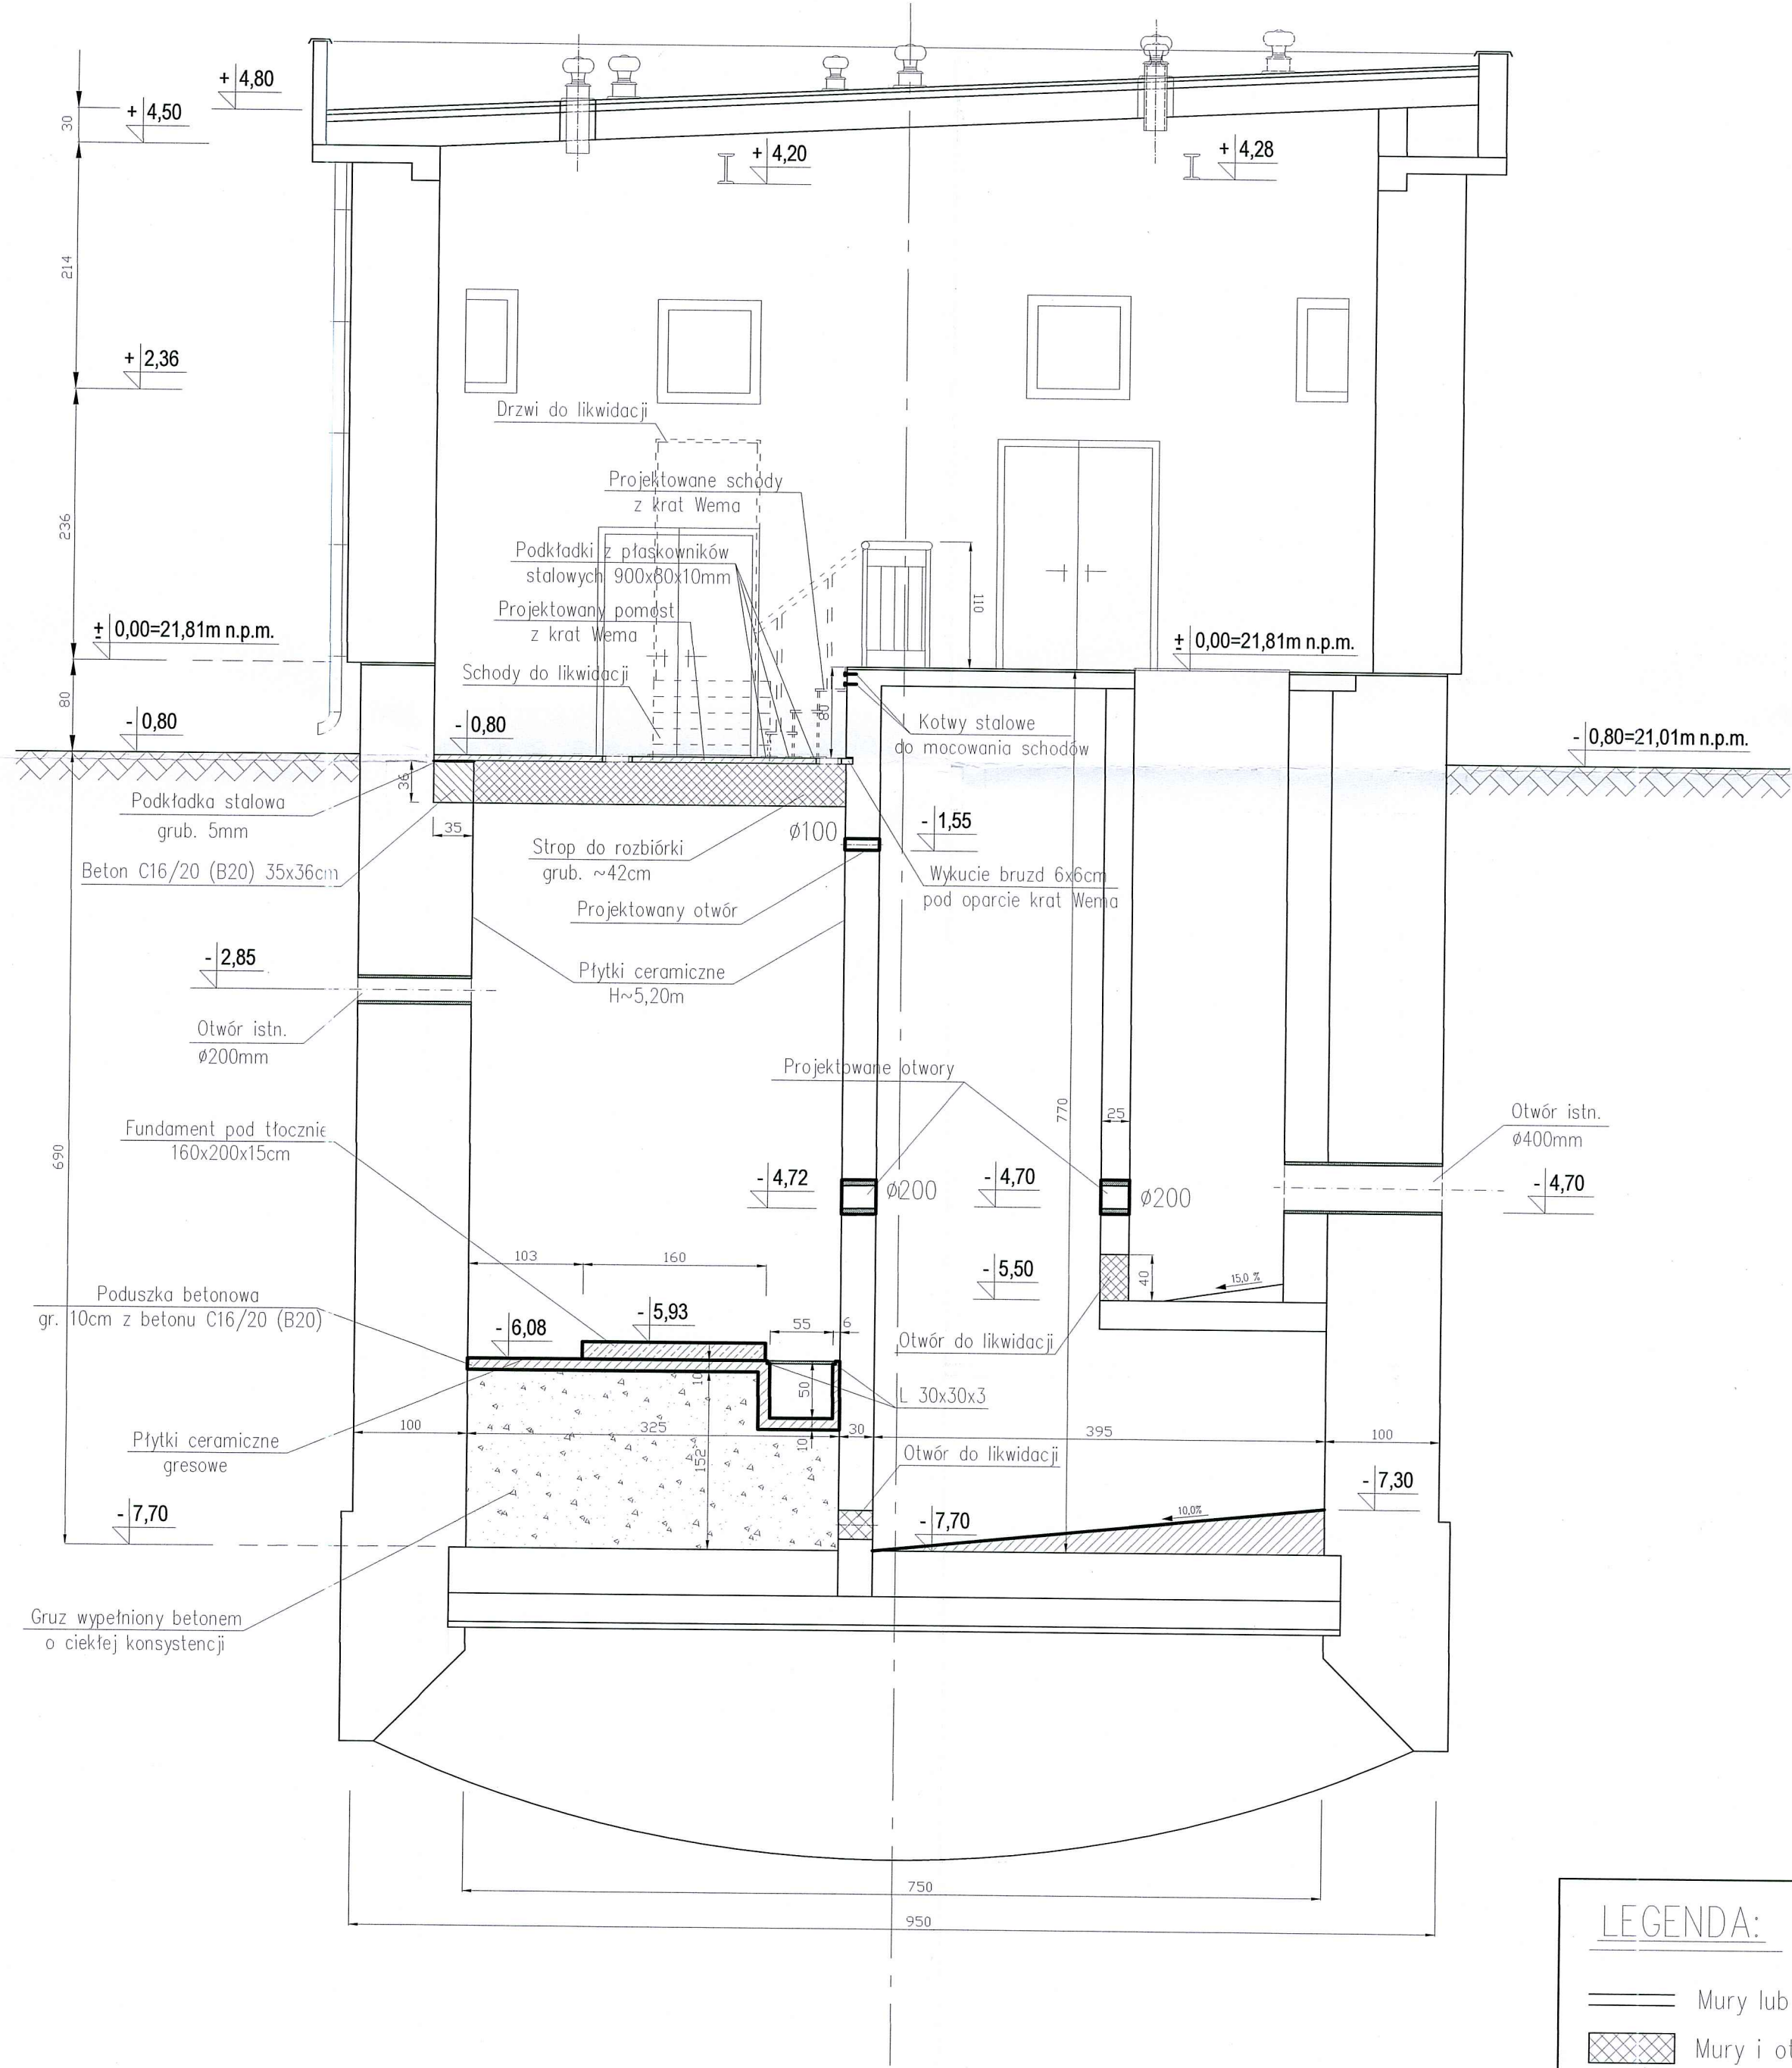 + 4,80
+ 4,50
30
+ 4,20
+ 4,28
214
+ 2,36
236
Drzwi do likwidacji
Projektowane schody
z krat Wema
Podkładki z płaskowników
stalowych 900x80x10mm
Projektowany pomost
z krat Wema
Schody do likwidacji
110
± 0,00=21,81m n.p.m.
± 0,00=21,81m n.p.m.
80
80
- 0,80
- 0,80
Kotwy stalowe
do mocowania schodów
- 0,80=21,01m n.p.m.
36
35
Podkładka stalowa
grub. 5mm
Beton C16/20 (B20) 35x36cm
Strop do rozbiórki
grub. ~42cm
ø100
- 1,55
Wykucie bruzd 6x6cm
pod oparcie krat Wema
Projektowany otwór
- 2,85
Płytki ceramiczne
H~5,20m
Otwór istn.
ø200mm
Projektowane otwory
770
25
Otwór istn.
ø400mm
690
Fundament pod tłocznie
160x200x15cm
- 4,72
ø200
- 4,70
ø200
- 4,70
103
160
- 5,50
40
15,0 %
Poduszka betonowa
gr. 10cm z betonu C16/20 (B20)
- 6,08
- 5,93
55
6
Otwór do likwidacji
10
50
L 30x30x3
100
325
30
395
100
10
152
Płytki ceramiczne
gresowe
Otwór do likwidacji
- 7,30
- 7,70
- 7,70
10,0%
Gruz wypełniony betonem
o ciekłej konsystencji
750
950
LEGENDA:
Mury lub
Mury i